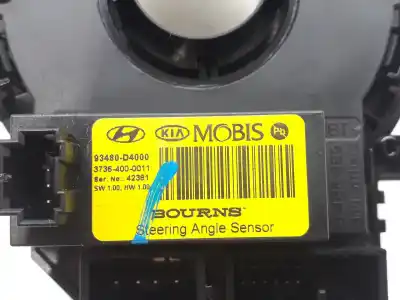 KIA MOBIS Pb
93480-D4000
3736-400-0011
Ser. No.: 42381
SW 1.00, HW 1.00
BOURNS
Steering Angle Sensor